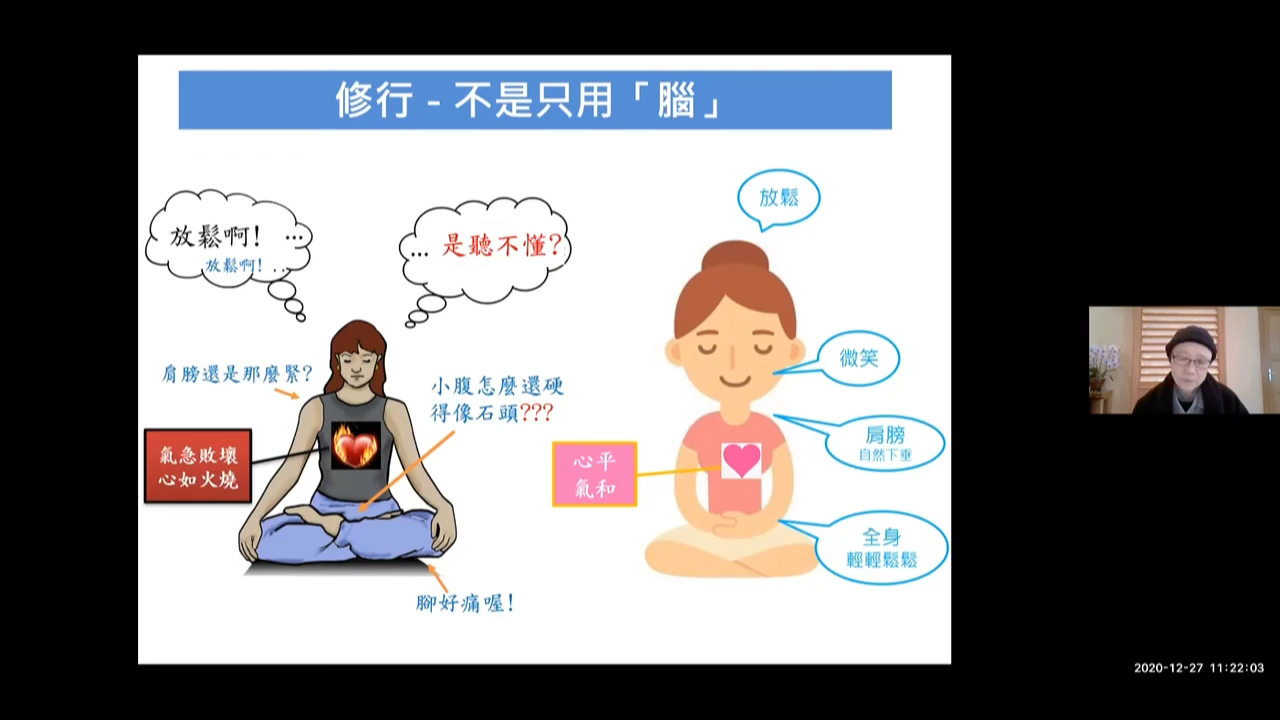 修行 - 不是只用「腦」
放鬆啊! ...
放鬆啊! ...
... 是聽不懂?
肩膀還是那麼緊?
小腹怎麼還硬
得像石頭???
氣急敗壞
心如火燒
腳好痛喔!
放鬆
微笑
肩膀
自然下垂
心平
氣和
全身
輕輕鬆鬆
2020-12-27 11:22:03